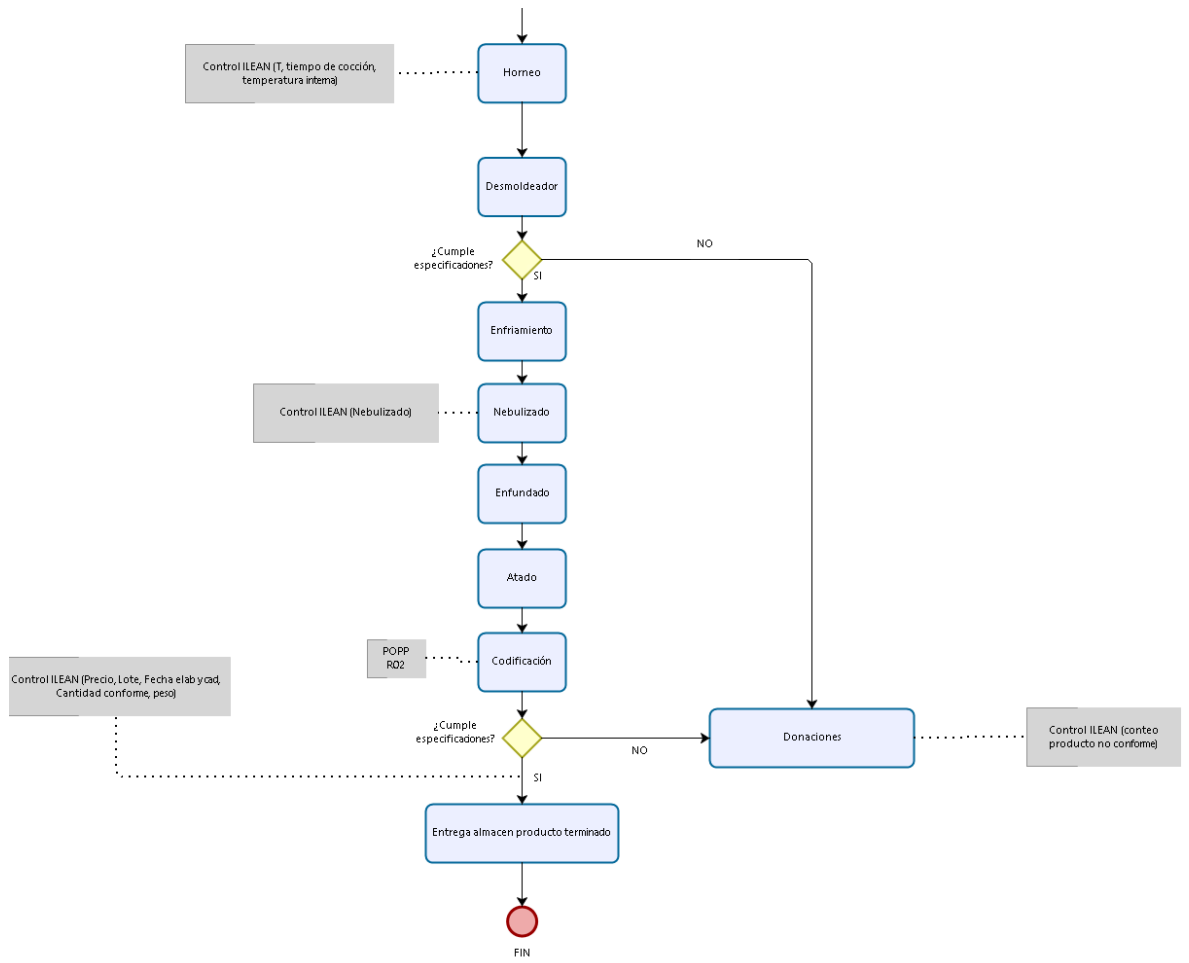 Control ILEAN (T, tiempo de cocción,
temperatura interna)
Horneo
Desmoldeador
¿Cumple
especificaciones?
NO
SI
Enfriamiento
Control ILEAN (Nebulizado)
Nebulizado
Enfundado
Atado
POPP
R02
Codificación
Control ILEAN (Precio, Lote, Fecha elab y cad,
Cantidad conforme, peso)
¿Cumple
especificaciones?
NO
Donaciones
Control ILEAN (conteo
producto no conforme)
SI
Entrega almacen producto terminado
FIN